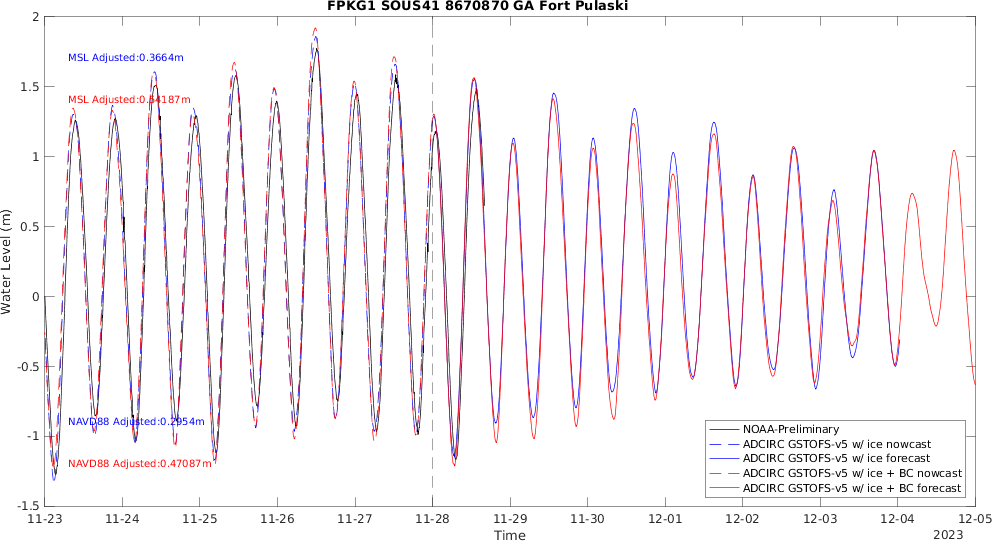 FPKG1 SOUS41 8670870 GA Fort Pulaski
2
1.5
1
0.5
0
-0.5
-1
-1.5
Water Level (m)
MSL Adjusted:0.3664m
MSL Adjusted:0.54187m
NAVD88 Adjusted:0.2954m
NAVD88 Adjusted:0.47087m
NOAA-Preliminary
ADCIRC GSTOFS-v5 w/ ice nowcast
ADCIRC GSTOFS-v5 w/ ice forecast
ADCIRC GSTOFS-v5 w/ ice + BC nowcast
ADCIRC GSTOFS-v5 w/ ice + BC forecast
11-23 11-24 11-25 11-26 11-27 11-28 11-29 11-30 12-01 12-02 12-03 12-04 12-05
Time
2023